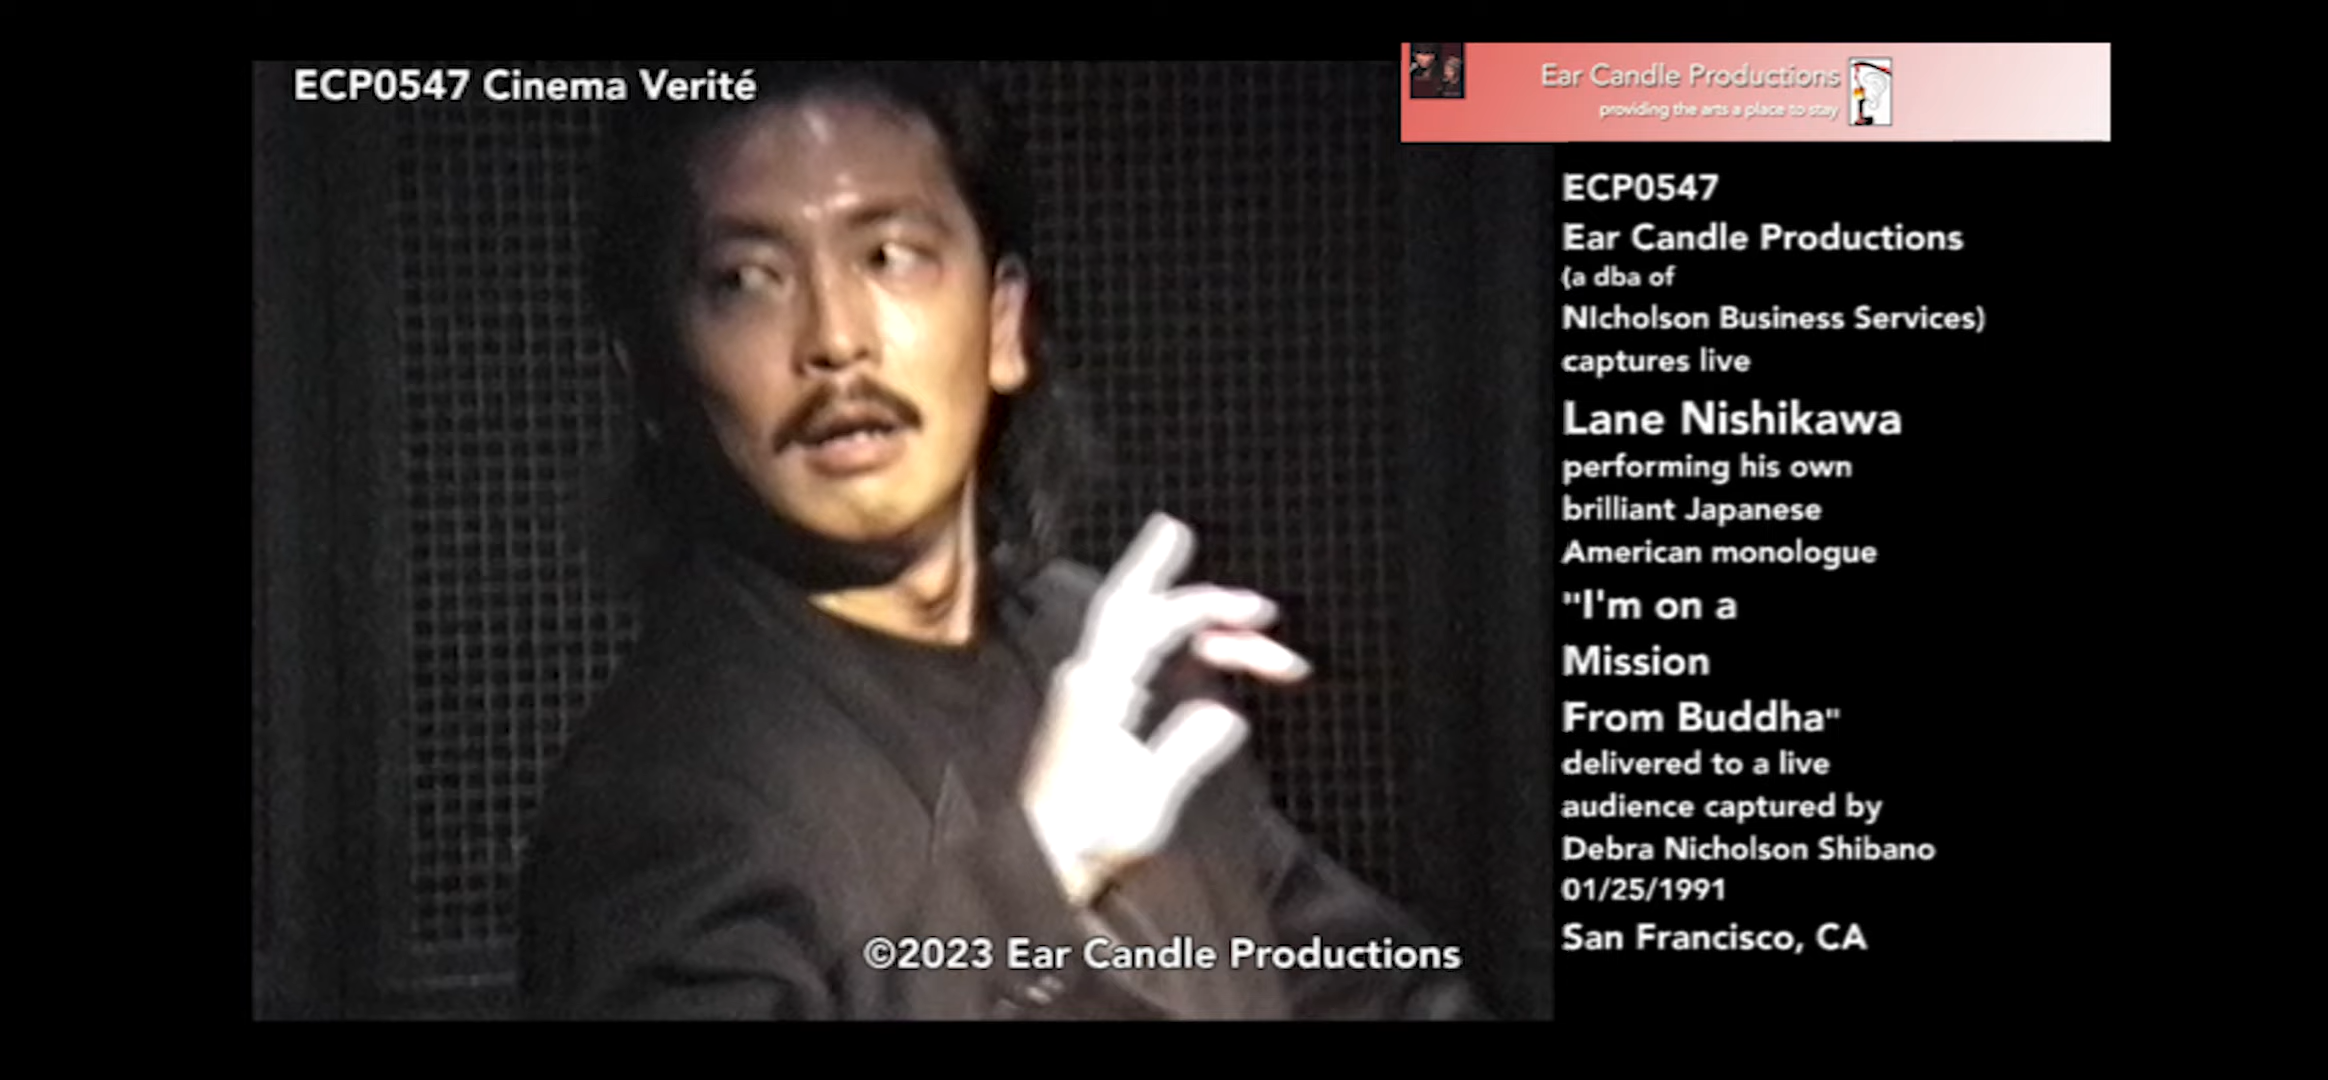 ECP0547 Cinema Verité
Ear Candle Productions
providing the arts a place to stay
ECP0547
Ear Candle Productions
(a dba of
NIcholson Business Services)
captures live
Lane Nishikawa
performing his own
brilliant Japanese
American monologue
"I'm on a
Mission
From Buddha"
delivered to a live
audience captured by
Debra Nicholson Shibano
01/25/1991
San Francisco, CA
©2023 Ear Candle Productions